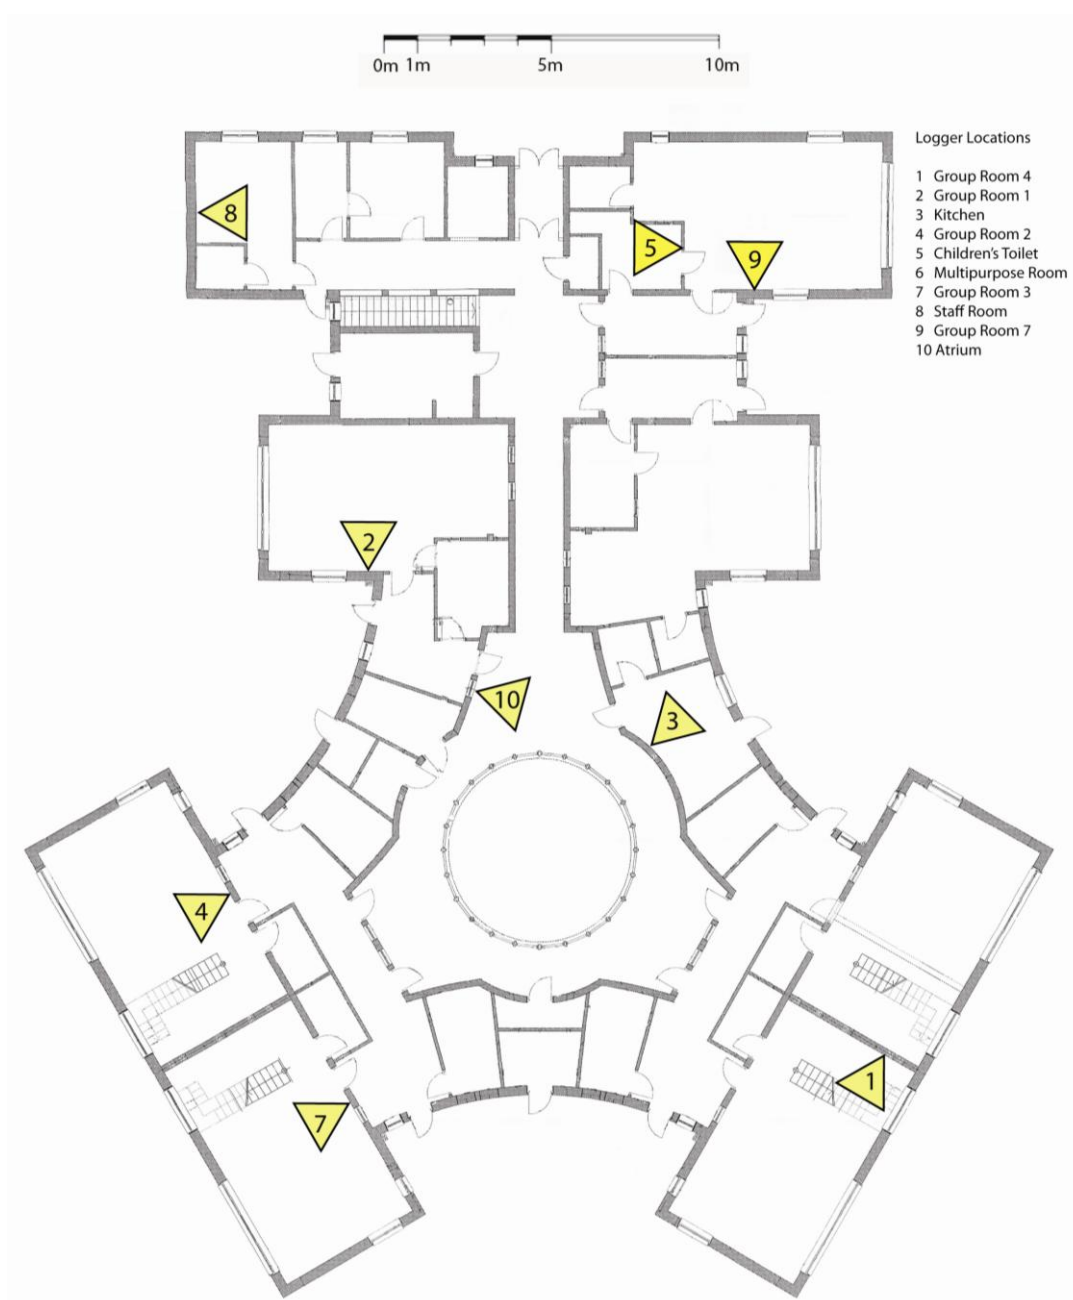 0m 1m 5m 10m
Logger Locations
1 Group Room 4
2 Group Room 1
3 Kitchen
4 Group Room 2
5 Children's Toilet
6 Multipurpose Room
7 Group Room 3
8 Staff Room
9 Group Room 7
10 Atrium
8
5
9
2
10
3
4
1
7